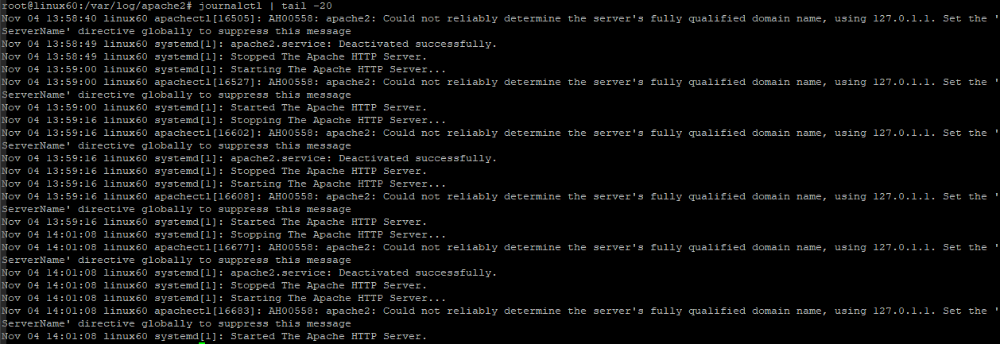 root@linux60:/var/log/apache2# journalctl | tail -20
Nov 04 13:58:40 linux60 apachectl[16505]: AH00558: apache2: Could not reliably determine the server's fully qualified domain name, using 127.0.1.1. Set the '
ServerName' directive globally to suppress this message
Nov 04 13:58:49 linux60 systemd[1]: apache2.service: Deactivated successfully.
Nov 04 13:58:49 linux60 systemd[1]: Stopped The Apache HTTP Server.
Nov 04 13:59:00 linux60 systemd[1]: Starting The Apache HTTP Server...
Nov 04 13:59:00 linux60 apachectl[16527]: AH00558: apache2: Could not reliably determine the server's fully qualified domain name, using 127.0.1.1. Set the '
ServerName' directive globally to suppress this message
Nov 04 13:59:00 linux60 systemd[1]: Started The Apache HTTP Server.
Nov 04 13:59:16 linux60 systemd[1]: Stopping The Apache HTTP Server...
Nov 04 13:59:16 linux60 apachectl[16602]: AH00558: apache2: Could not reliably determine the server's fully qualified domain name, using 127.0.1.1. Set the '
ServerName' directive globally to suppress this message
Nov 04 13:59:16 linux60 systemd[1]: apache2.service: Deactivated successfully.
Nov 04 13:59:16 linux60 systemd[1]: Stopped The Apache HTTP Server.
Nov 04 13:59:16 linux60 systemd[1]: Starting The Apache HTTP Server...
Nov 04 13:59:16 linux60 apachectl[16608]: AH00558: apache2: Could not reliably determine the server's fully qualified domain name, using 127.0.1.1. Set the '
ServerName' directive globally to suppress this message
Nov 04 13:59:16 linux60 systemd[1]: Started The Apache HTTP Server.
Nov 04 14:01:08 linux60 systemd[1]: Stopping The Apache HTTP Server...
Nov 04 14:01:08 linux60 apachectl[16677]: AH00558: apache2: Could not reliably determine the server's fully qualified domain name, using 127.0.1.1. Set the '
ServerName' directive globally to suppress this message
Nov 04 14:01:08 linux60 systemd[1]: apache2.service: Deactivated successfully.
Nov 04 14:01:08 linux60 systemd[1]: Stopped The Apache HTTP Server.
Nov 04 14:01:08 linux60 systemd[1]: Starting The Apache HTTP Server...
Nov 04 14:01:08 linux60 apachectl[16683]: AH00558: apache2: Could not reliably determine the server's fully qualified domain name, using 127.0.1.1. Set the '
ServerName' directive globally to suppress this message
Nov 04 14:01:08 linux60 systemd[1]: Started The Apache HTTP Server.